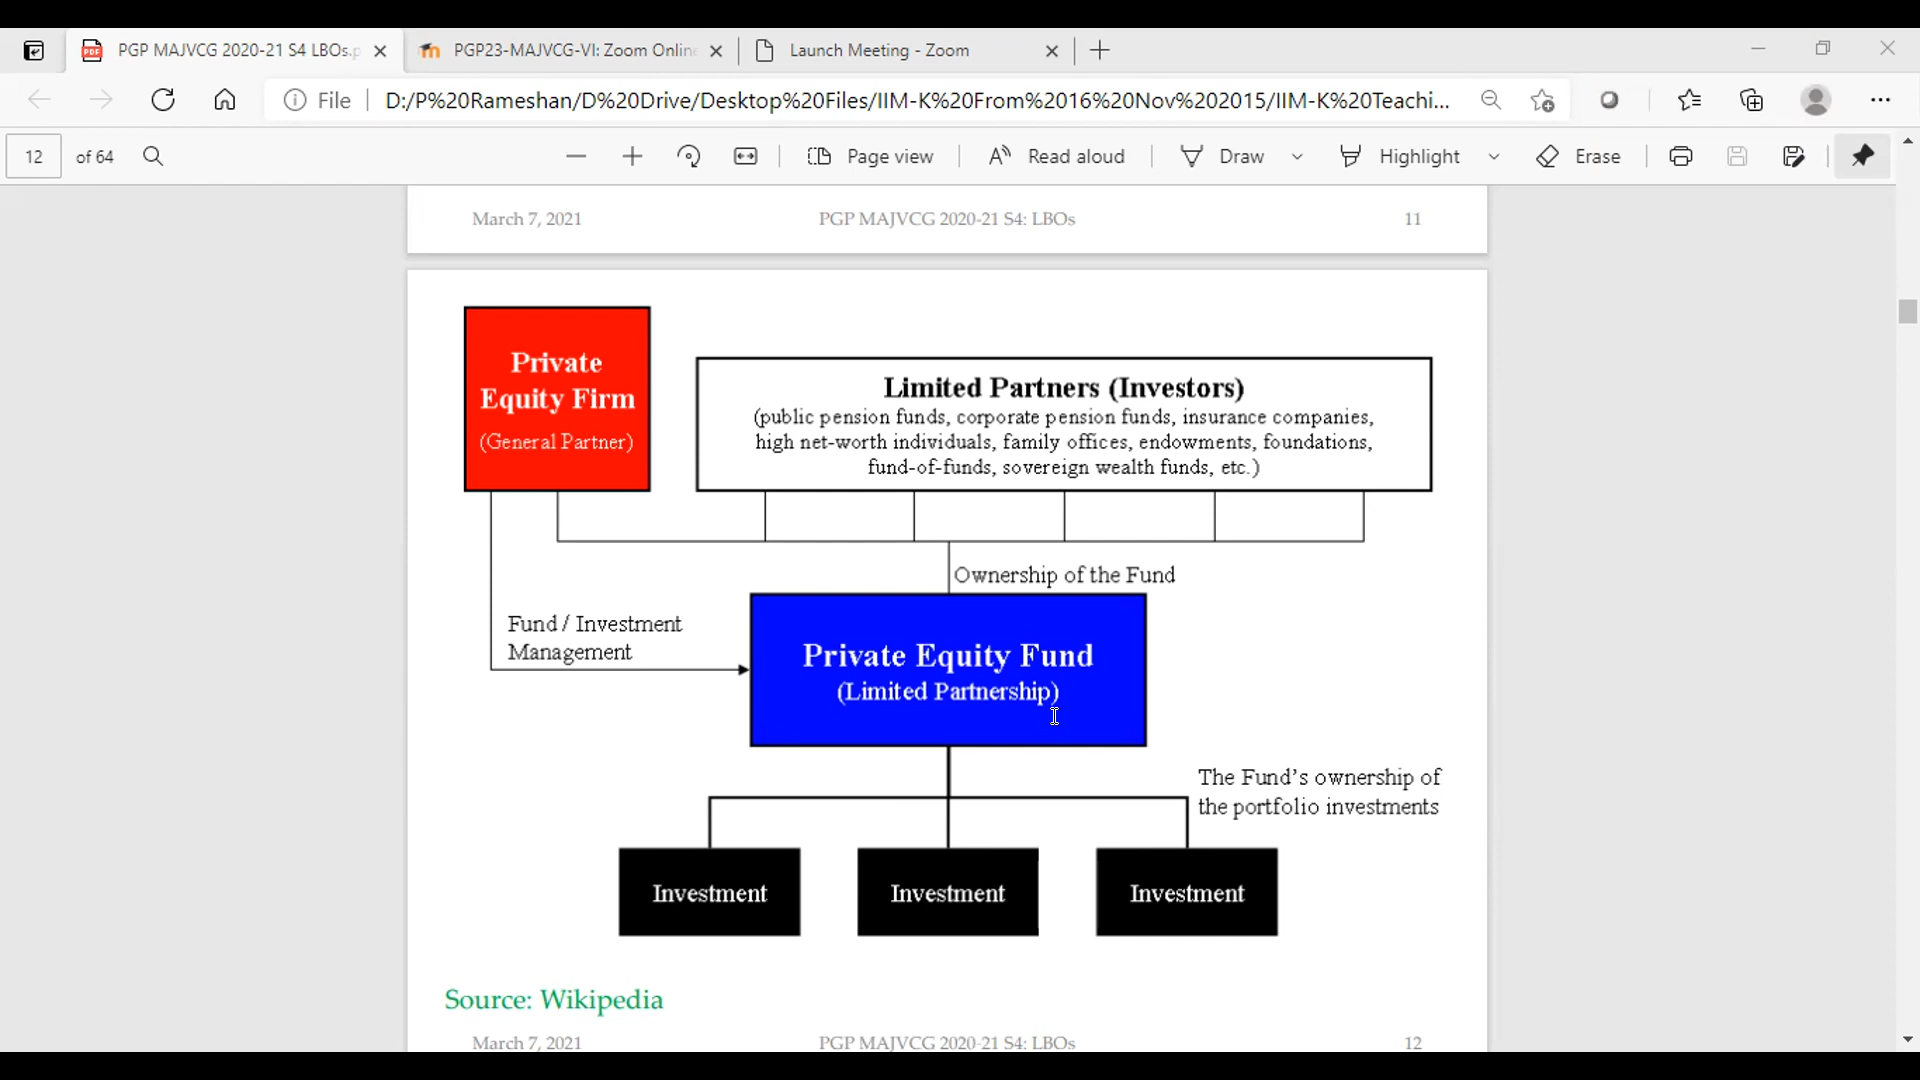 PGP MAJVCG 2020-21 S4 LBOs.p
PGP23-MAJVCG-VI: Zoom Online
Launch Meeting - Zoom
File
D:/P%20Rameshan/D%20Drive/Desktop%20Files/IIM-K%20From%2016%20Nov%202015/IIM-K%20Teachi...
12
of 64
Page view
Read aloud
Draw
Highlight
Erase
March 7, 2021
PGP MAJVCG 2020-21 S4: LBOs
11
Private
Equity Firm
(General Partner)
Limited Partners (Investors)
(public pension funds, corporate pension funds, insurance companies,
high net-worth individuals, family offices, endowments, foundations,
fund-of-funds, sovereign wealth funds, etc.)
Ownership of the Fund
Fund / Investment
Management
Private Equity Fund
(Limited Partnership)
The Fund's ownership of
the portfolio investments
Investment
Investment
Investment
Source: Wikipedia
March 7, 2021
PGP MAJVCG 2020-21 S4: LBOs
12